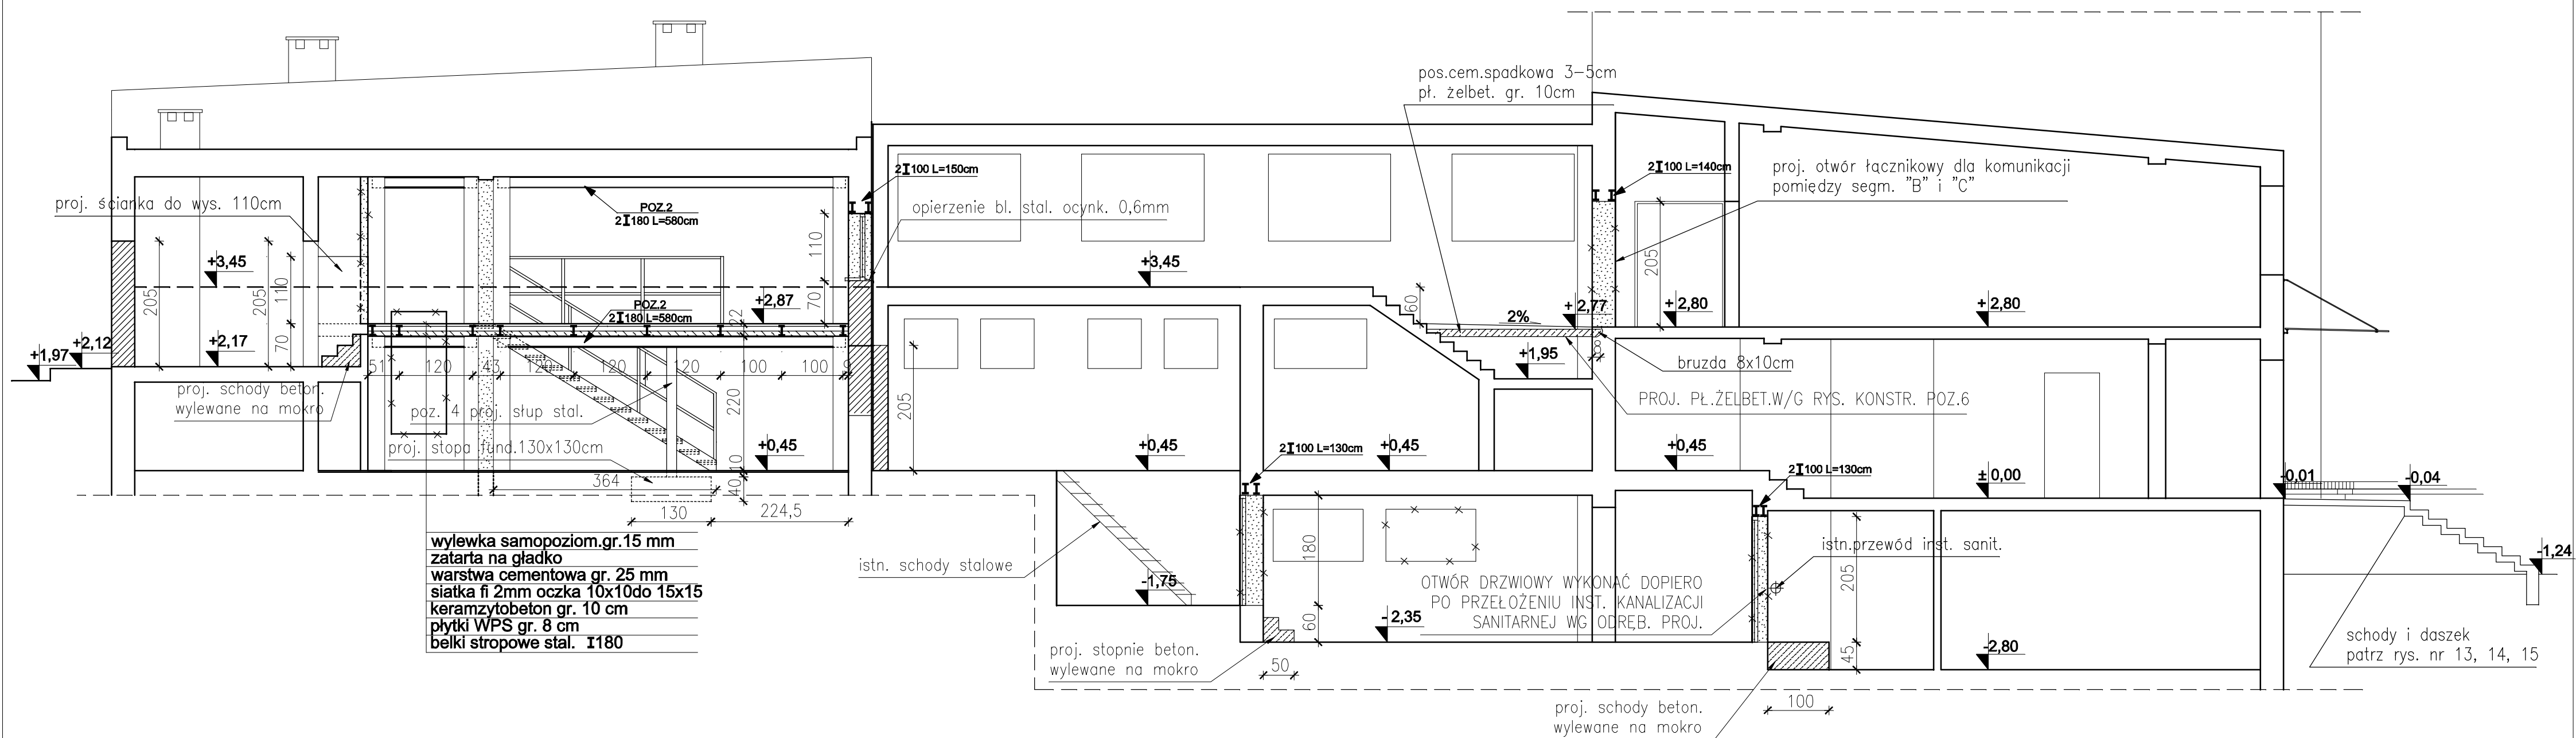 pos.cem.spadkowa 3-5cm
pł. żelbet. gr. 10cm
2I100 L=150cm
2I100 L=140cm
proj. otwór łącznikowy dla komunikacji
pomiędzy segm. "B" i "C"
proj. ścianka do wys. 110cm
POZ.2
2I180 L=580cm
opierzenie bl. stal. ocynk. 0,6mm
110
205
+3,45
+3,45
205
205
110
70
70
22
+2,87
POZ.2
2I180 L=580cm
60
2%
+2,77
+2,80
+2,80
+1,97
+2,12
+2,17
+1,95
8
bruzda 8x10cm
51
120
43
120
120
120
100
100
9
proj. schody beton.
wylewane na mokro
poz. 4 proj. słup stal.
220
205
PROJ. PŁ.ŻELBET.W/G RYS. KONSTR. POZ.6
proj. stopa fund.130x130cm
+0,45
10
+0,45
2I100 L=130cm
+0,45
+0,45
2I100 L=130cm
±0,00
-0,01
-0,04
364
40
130
224,5
wylewka samopoziom.gr.15 mm
zatarta na gładko
warstwa cementowa gr. 25 mm
siatka fi 2mm oczka 10x10do 15x15
keramzytobeton gr. 10 cm
płytki WPS gr. 8 cm
belki stropowe stal. I180
istn. schody stalowe
-1,75
180
60
istn.przewód inst. sanit.
205
-1,24
OTWÓR DRZWIOWY WYKONAĆ DOPIERO
PO PRZEŁOŻENIU INST. KANALIZACJI
SANITARNEJ WG ODRĘB. PROJ.
-2,35
proj. stopnie beton.
wylewane na mokro
50
45
-2,80
schody i daszek
patrz rys. nr 13, 14, 15
100
proj. schody beton.
wylewane na mokro